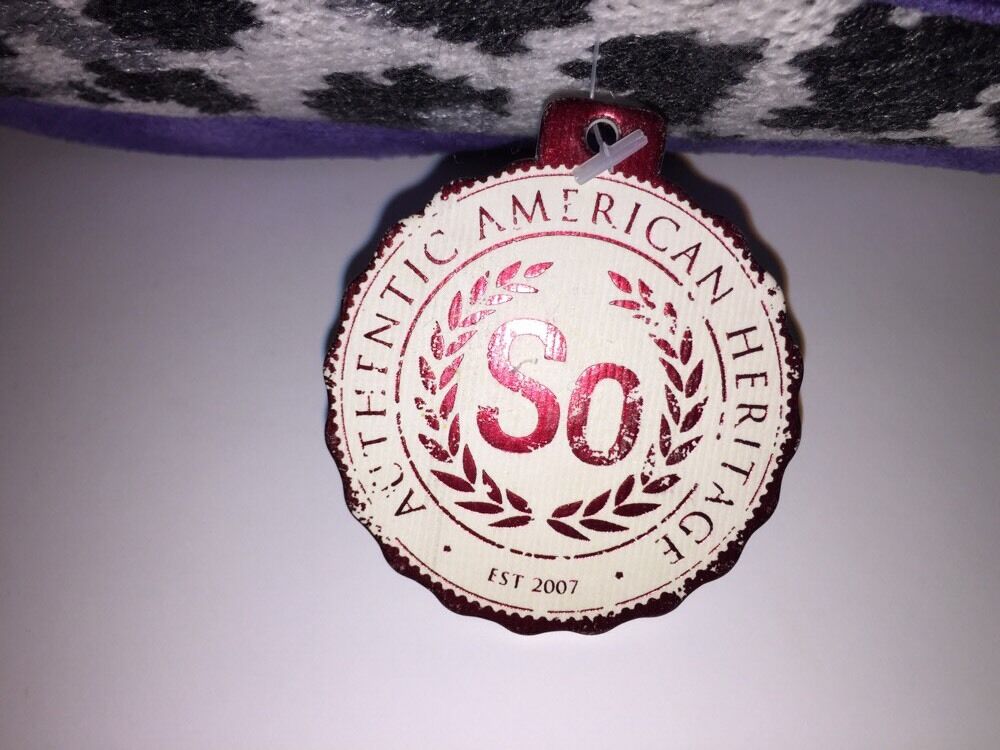 AUTHENTIC AMERICAN HERITAGE
So
EST 2007